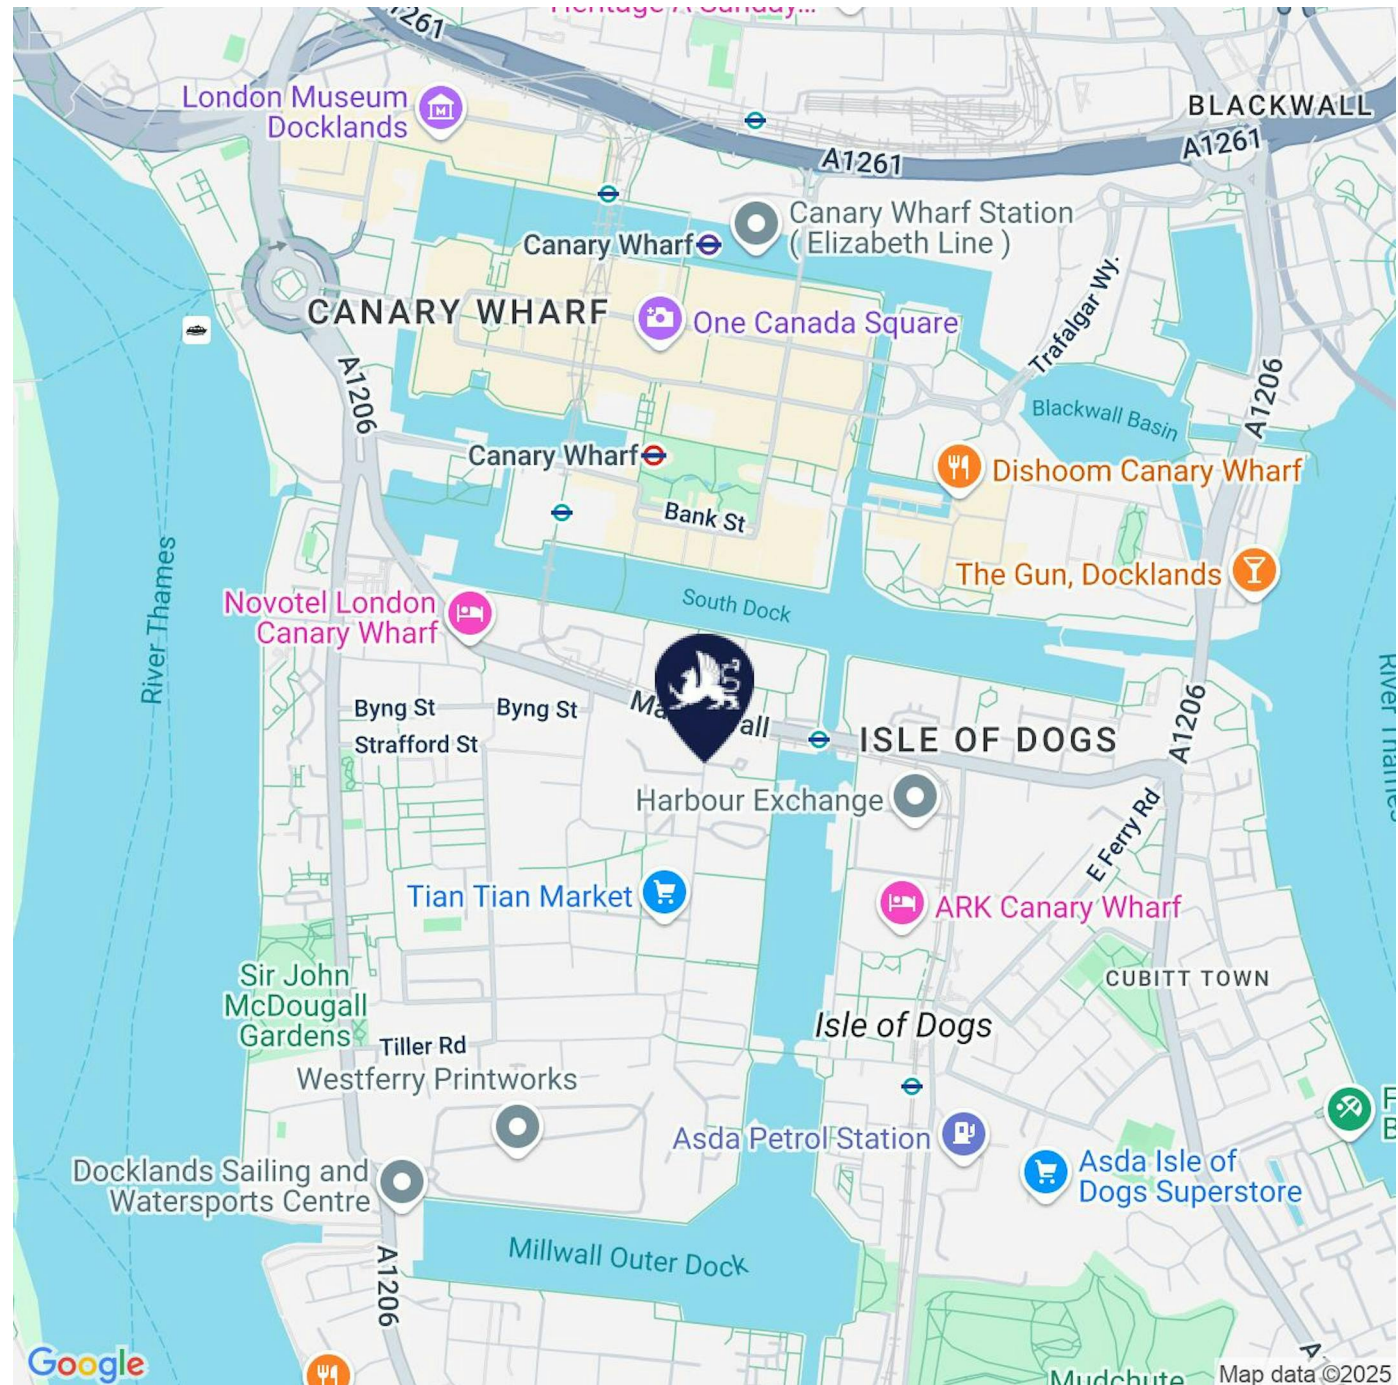 A1261
London Museum
Docklands
BLACKWALL
A1261
A1261
Canary Wharf Station
( Elizabeth Line )
Canary Wharf
Trafalgar Wy.
CANARY WHARF
One Canada Square
A1206
A1206
Blackwall Basin
Canary Wharf
Dishoom Canary Wharf
Bank St
River Thames
The Gun, Docklands
South Dock
Novotel London
Canary Wharf
Byng St
Byng St
Strafford St
A1206
ISLE OF DOGS
Harbour Exchange
E Ferry Rd
Tian Tian Market
ARK Canary Wharf
Sir John
McDougall
Gardens
CUBITT TOWN
Isle of Dogs
Tiller Rd
Westferry Printworks
Asda Petrol Station
Docklands Sailing and
Watersports Centre
Asda Isle of
Dogs Superstore
Millwall Outer Dock
A1206
Mudchute
Google
Map data ©2025